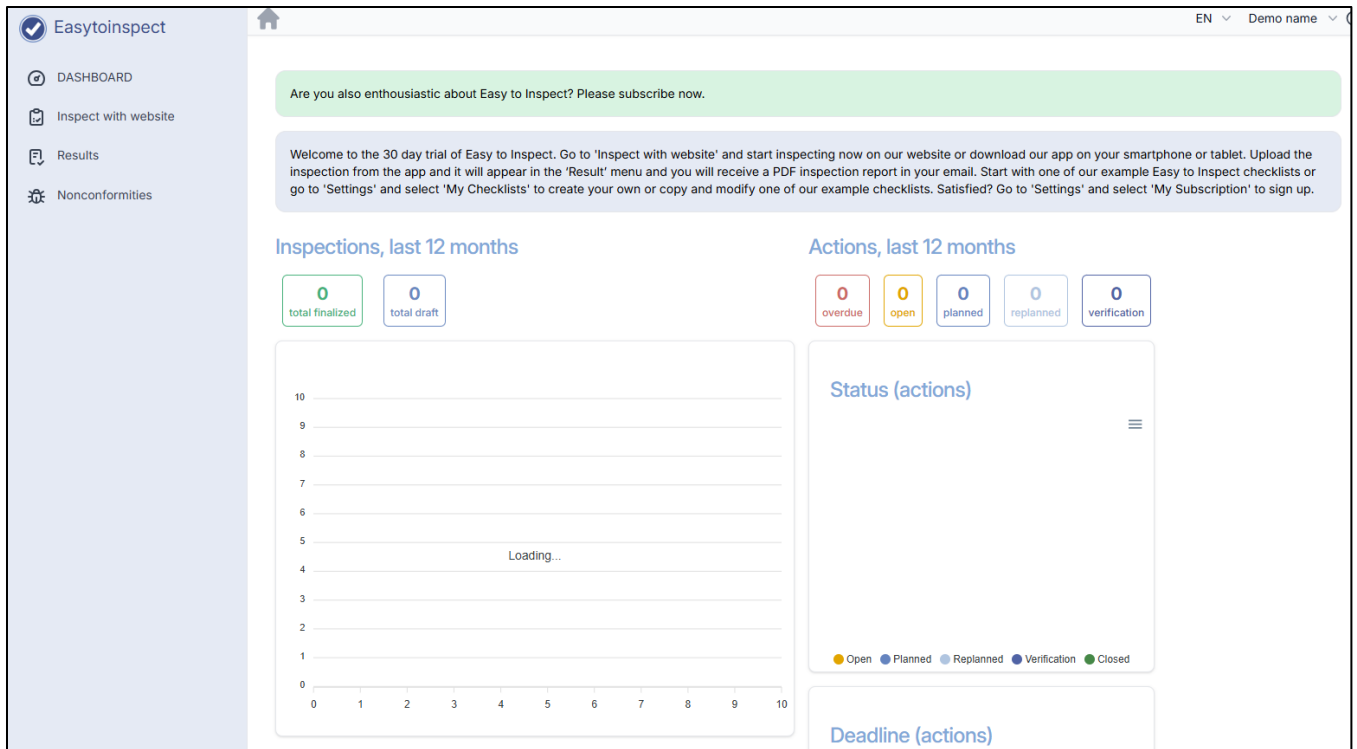 Easytoinspect
EN
Demo name
DASHBOARD
Inspect with website
Results
Nonconformities
Are you also enthousiastic about Easy to Inspect? Please subscribe now.
Welcome to the 30 day trial of Easy to Inspect. Go to 'Inspect with website' and start inspecting now on our website or download our app on your smartphone or tablet. Upload the
inspection from the app and it will appear in the 'Result' menu and you will receive a PDF inspection report in your email. Start with one of our example Easy to Inspect checklists or
go to 'Settings' and select 'My Checklists' to create your own or copy and modify one of our example checklists. Satisfied? Go to 'Settings' and select 'My Subscription' to sign up.
Inspections, last 12 months
0
total finalized
0
total draft
10
9
8
7
6
5
Loading...
4
3
2
1
0
0 1 2 3 4 5 6 7 8 9 10
Actions, last 12 months
0
overdue
0
open
0
planned
0
replanned
0
verification
Status (actions)
Open Planned Replanned Verification Closed
Deadline (actions)